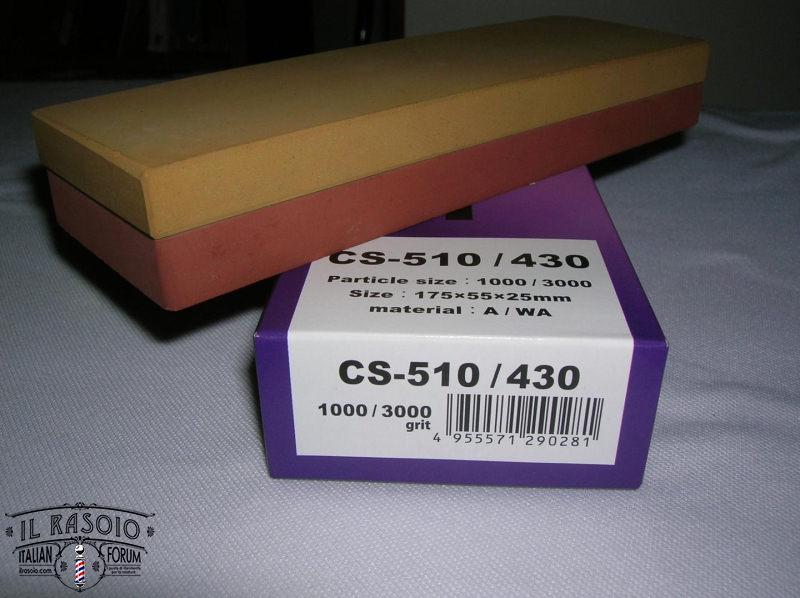 CS-510 / 430
Particle size : 1000 / 3000
Size : 175×55×25mm
material : A / WA
CS-510 / 430
1000 / 3000
grit
4 955571 290281
IL RASOIO
ITALIAN FORUM
ilrasoio.com